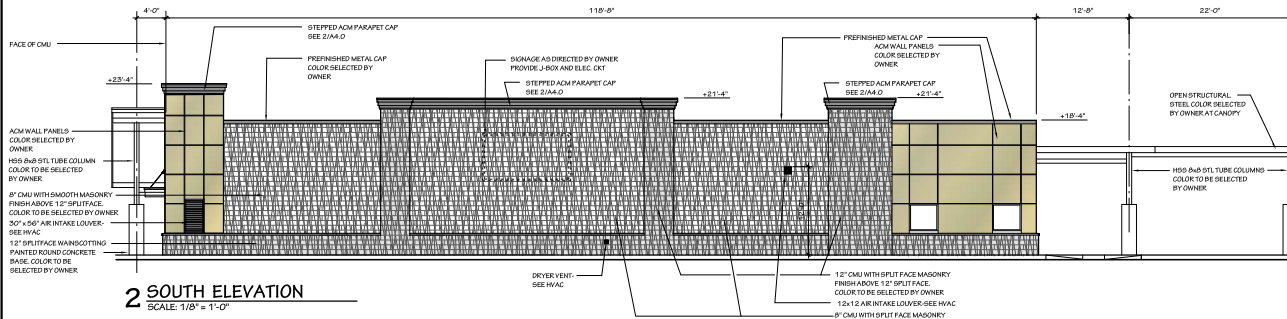 4'-0"
118'-8"
12'-8"
22'-0"
FACE OF CMU
STEPPED ACM PARAPET CAP
SEE 2/A4.0
PREFINISHED METAL CAP
COLOR SELECTED BY
OWNER
SIGNAGE AS DIRECTED BY OWNER
PROVIDE J-BOX AND ELEC. CKT
STEPPED ACM PARAPET CAP
SEE 2/A4.0
PREFINISHED METAL CAP
ACM WALL PANELS
COLOR SELECTED BY
OWNER
STEPPED ACM PARAPET CAP
SEE 2/A4.0
+23'-4"
+21'-4"
+21'-4"
+18'-4"
OPEN STRUCTURAL
STEEL COLOR SELECTED
BY OWNER AT CANOPY
ACM WALL PANELS
COLOR SELECTED BY
OWNER
HSS 8x8 STL TUBE COLUMN
COLOR TO BE SELECTED
BY OWNER
8" CMU WITH SMOOTH MASONRY
FINISH ABOVE 12" SPLITFACE.
COLOR TO BE SELECTED BY OWNER
30" x 56" AIR INTAKE LOUVER-
SEE HVAC
12" SPLITFACE WAINSCOTTING
PAINTED ROUND CONCRETE
BASE. COLOR TO BE
SELECTED BY OWNER
HSS 8x8 STL TUBE COLUMNS
COLOR TO BE SELECTED
BY OWNER
DRYER VENT-
SEE HVAC
12" CMU WITH SPLIT FACE MASONRY
FINISH ABOVE 12" SPLIT FACE.
COLOR TO BE SELECTED BY OWNER
12x12 AIR INTAKE LOUVER-SEE HVAC
8" CMU WITH SPLIT FACE MASONRY
2 SOUTH ELEVATION
SCALE: 1/8" = 1'-0"